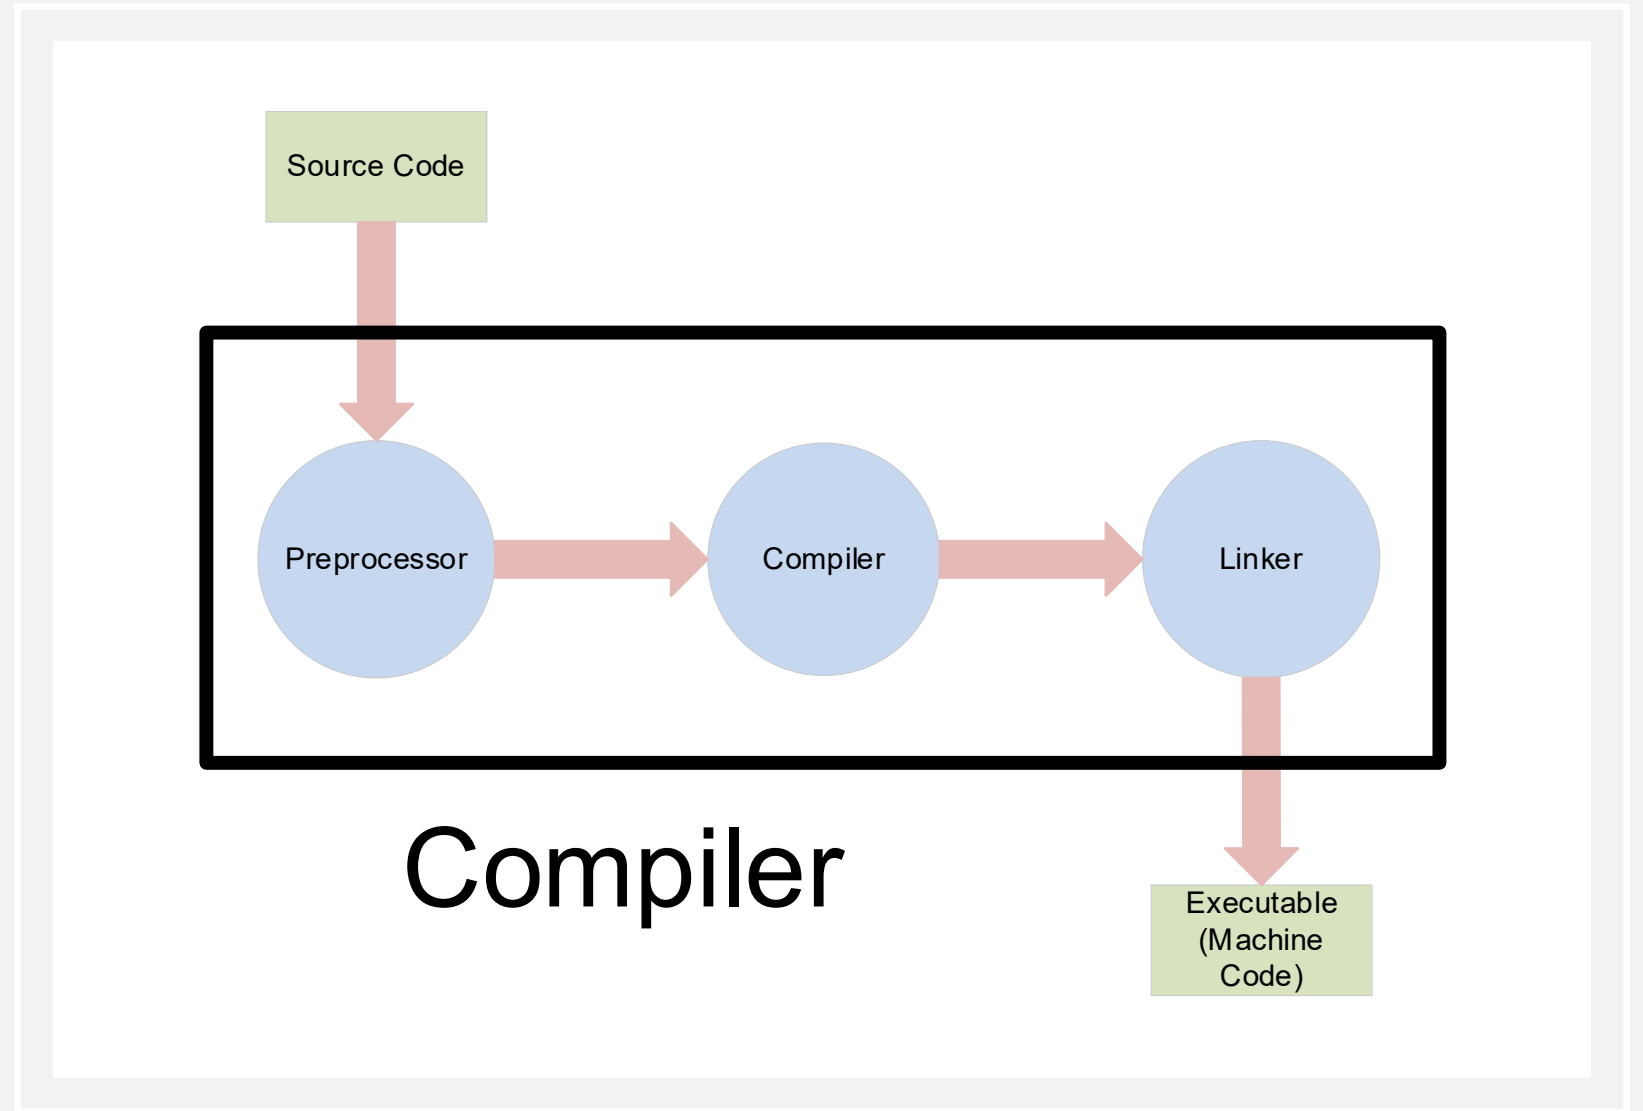 Source Code
Preprocessor
Compiler
Linker
Compiler
Executable
(Machine
Code)